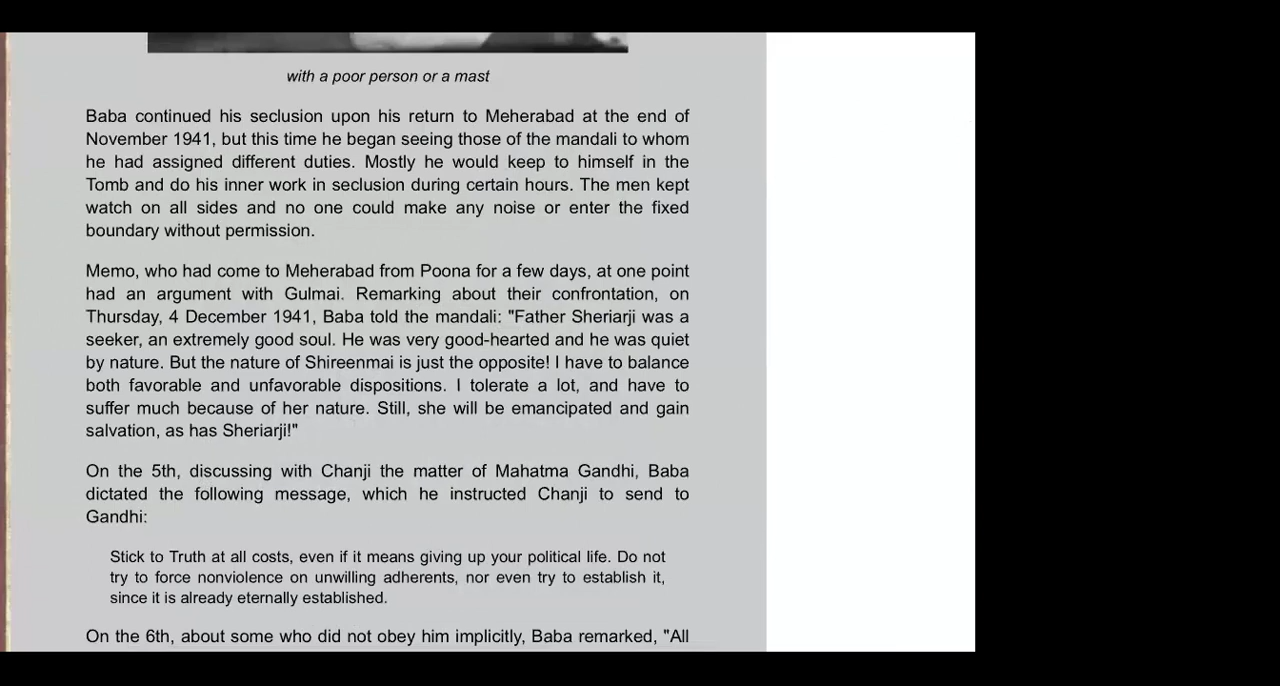 with a poor person or a mast
Baba continued his seclusion upon his return to Meherabad at the end of
November 1941, but this time he began seeing those of the mandali to whom
he had assigned different duties. Mostly he would keep to himself in the
Tomb and do his inner work in seclusion during certain hours. The men kept
watch on all sides and no one could make any noise or enter the fixed
boundary without permission.
Memo, who had come to Meherabad from Poona for a few days, at one point
had an argument with Gulmai. Remarking about their confrontation, on
Thursday, 4 December 1941, Baba told the mandali: "Father Sheriarji was a
seeker, an extremely good soul. He was very good-hearted and he was quiet
by nature. But the nature of Shireenmai is just the opposite! I have to balance
both favorable and unfavorable dispositions. I tolerate a lot, and have to
suffer much because of her nature. Still, she will be emancipated and gain
salvation, as has Sheriarji!"
On the 5th, discussing with Chanji the matter of Mahatma Gandhi, Baba
dictated the following message, which he instructed Chanji to send to
Gandhi:
Stick to Truth at all costs, even if it means giving up your political life. Do not
try to force nonviolence on unwilling adherents, nor even try to establish it,
since it is already eternally established.
On the 6th, about some who did not obey him implicitly, Baba remarked, "All